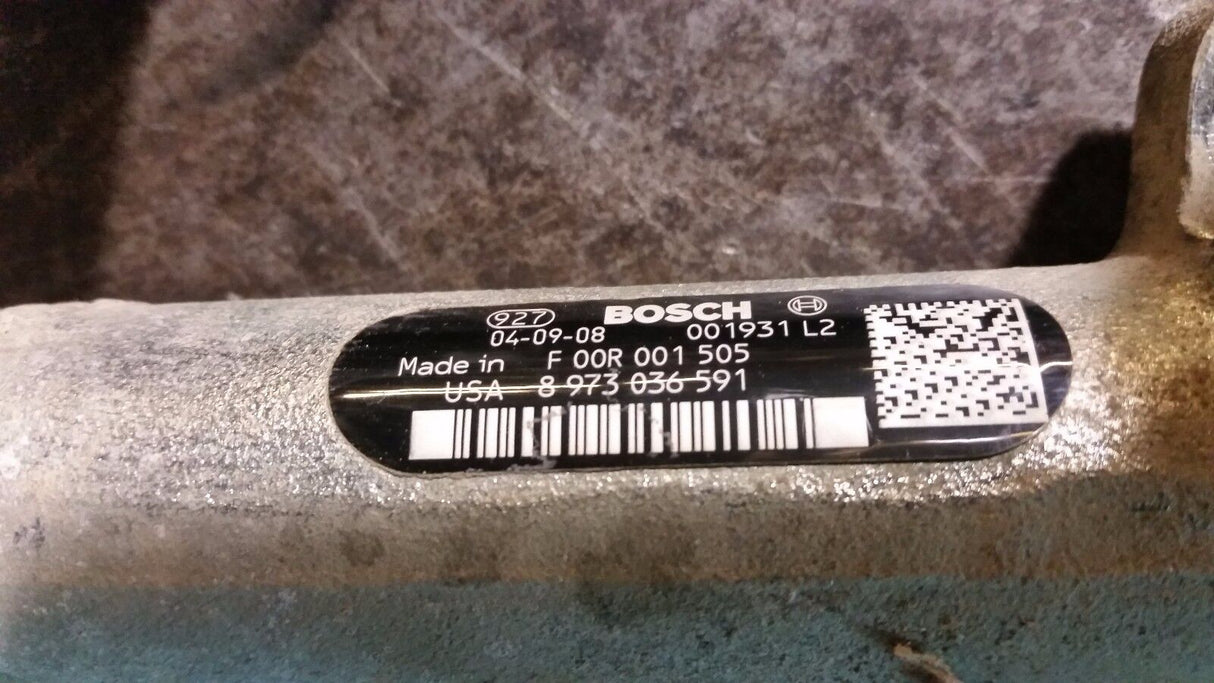 927 BOSCH
04-09-08 001931 L2
Made in F 00R 001 505
USA 8 973 036 591